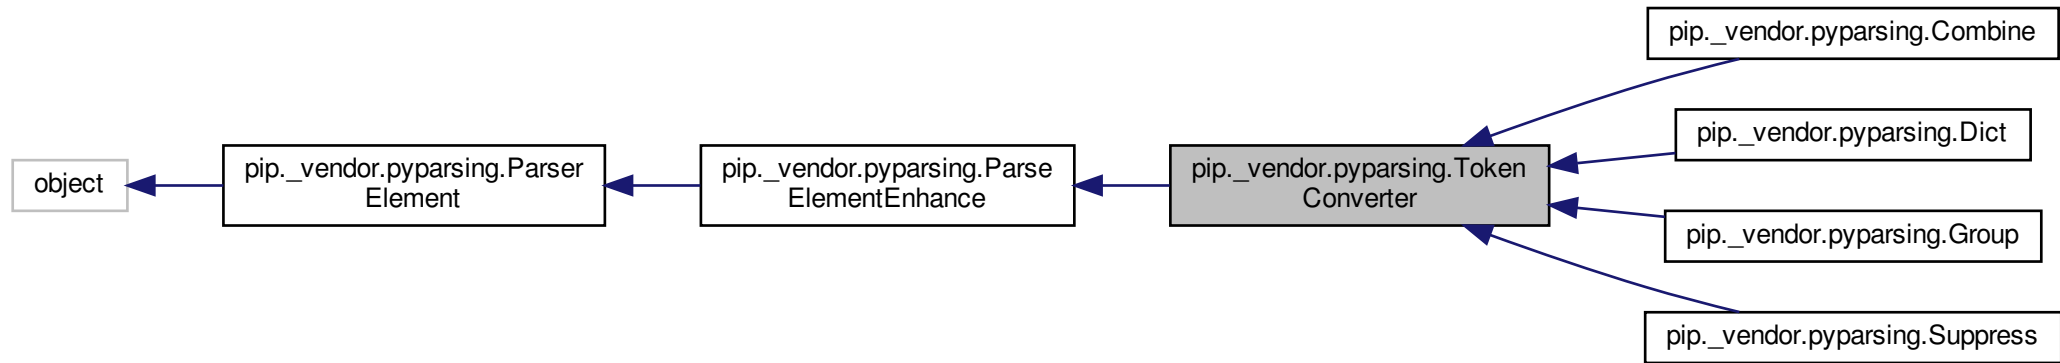 object
pip._vendor.pyparsing.Parser
Element
pip._vendor.pyparsing.Parse
ElementEnhance
pip._vendor.pyparsing.Token
Converter
pip._vendor.pyparsing.Combine
pip._vendor.pyparsing.Dict
pip._vendor.pyparsing.Group
pip._vendor.pyparsing.Suppress